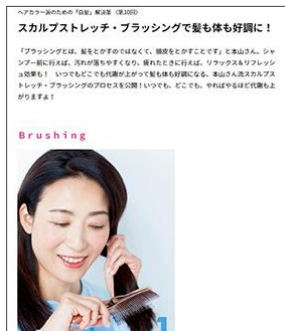 ヘアカラー派のための「白髪」解決策 〈第10回〉
スカルプストレッチ・ブラッシングで髪も体も好調に！
「ブラッシングとは、髪をとかすのではなくて、頭皮をとかすことです」と本山さん。シャ
ンプー前に行えば、汚れが落ちやすくなり、疲れたときに行えば、リラックス＆リフレッシ
ュ効果も！　いつでもどこでも代謝が上がって髪も体も好調になる、本山さん流スカルプス
トレッチ・ブラッシングのプロセスを公開！いつでも、どこでも、やればやるほど代謝も上
がりますよ！
Brushing
1